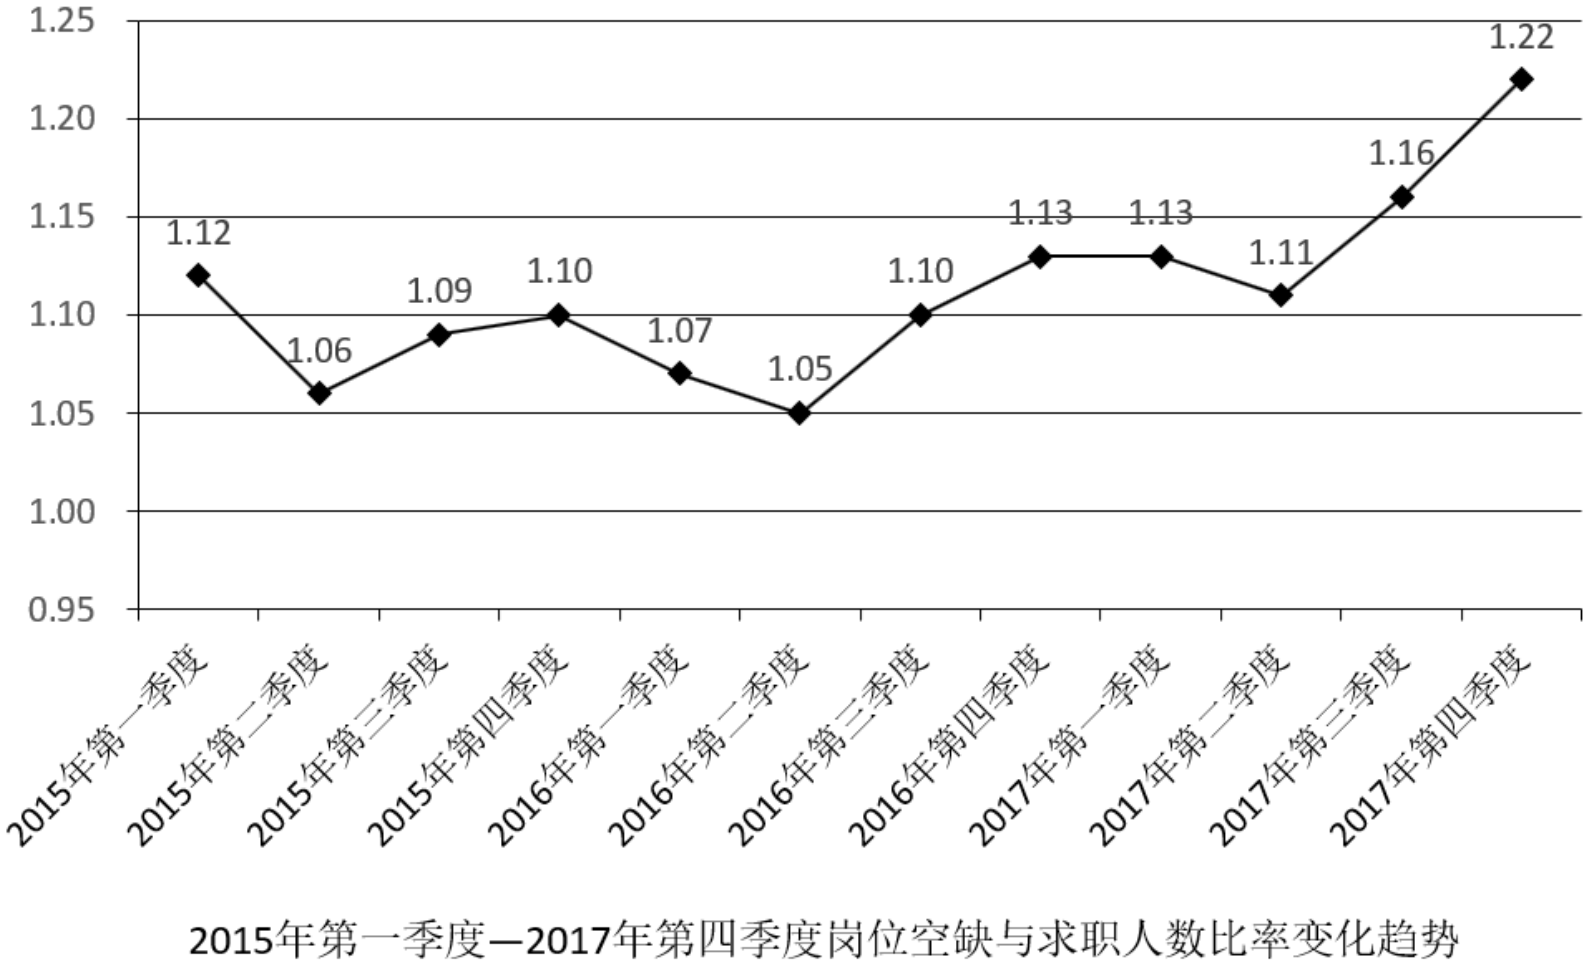 1.25
1.20
1.15
1.10
1.05
1.00
0.95
1.12
1.06
1.09
1.10
1.07
1.05
1.10
1.13
1.13
1.11
1.16
1.22
2015年第一季度
2015年第二季度
2015年第三季度
2015年第四季度
2016年第一季度
2016年第二季度
2016年第三季度
2016年第四季度
2017年第一季度
2017年第二季度
2017年第三季度
2017年第四季度
2015年第一季度—2017年第四季度岗位空缺与求职人数比率变化趋势